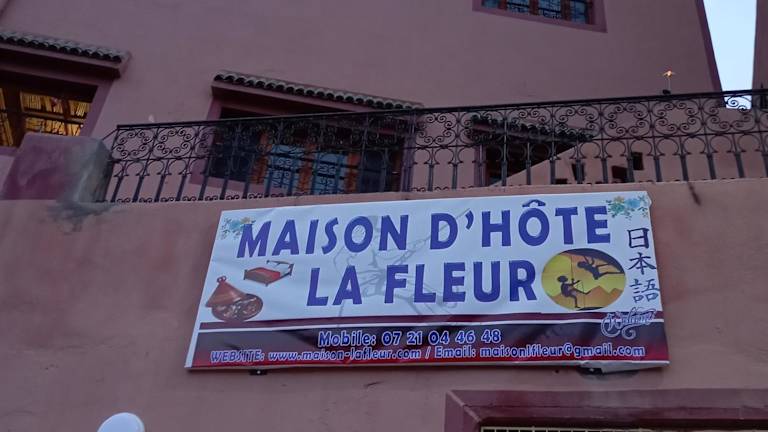 MAISON D'HÔTE
LA FLEUR
日本語
Welcome
Mobile: 07 21 04 46 48
WEBSITE: www.maison-lafleur.com / Email: maisonlfleur@gmail.com